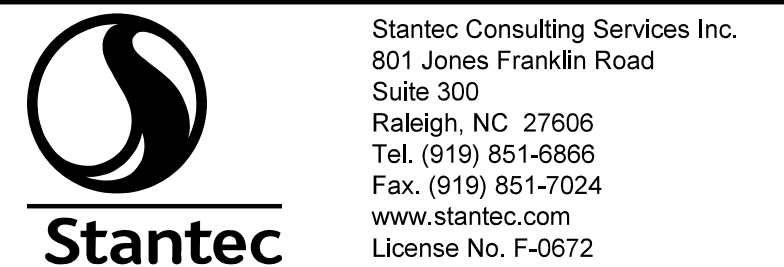 Stantec
Stantec Consulting Services Inc.
801 Jones Franklin Road
Suite 300
Raleigh, NC  27606
Tel. (919) 851-6866
Fax. (919) 851-7024
www.stantec.com
License No. F-0672